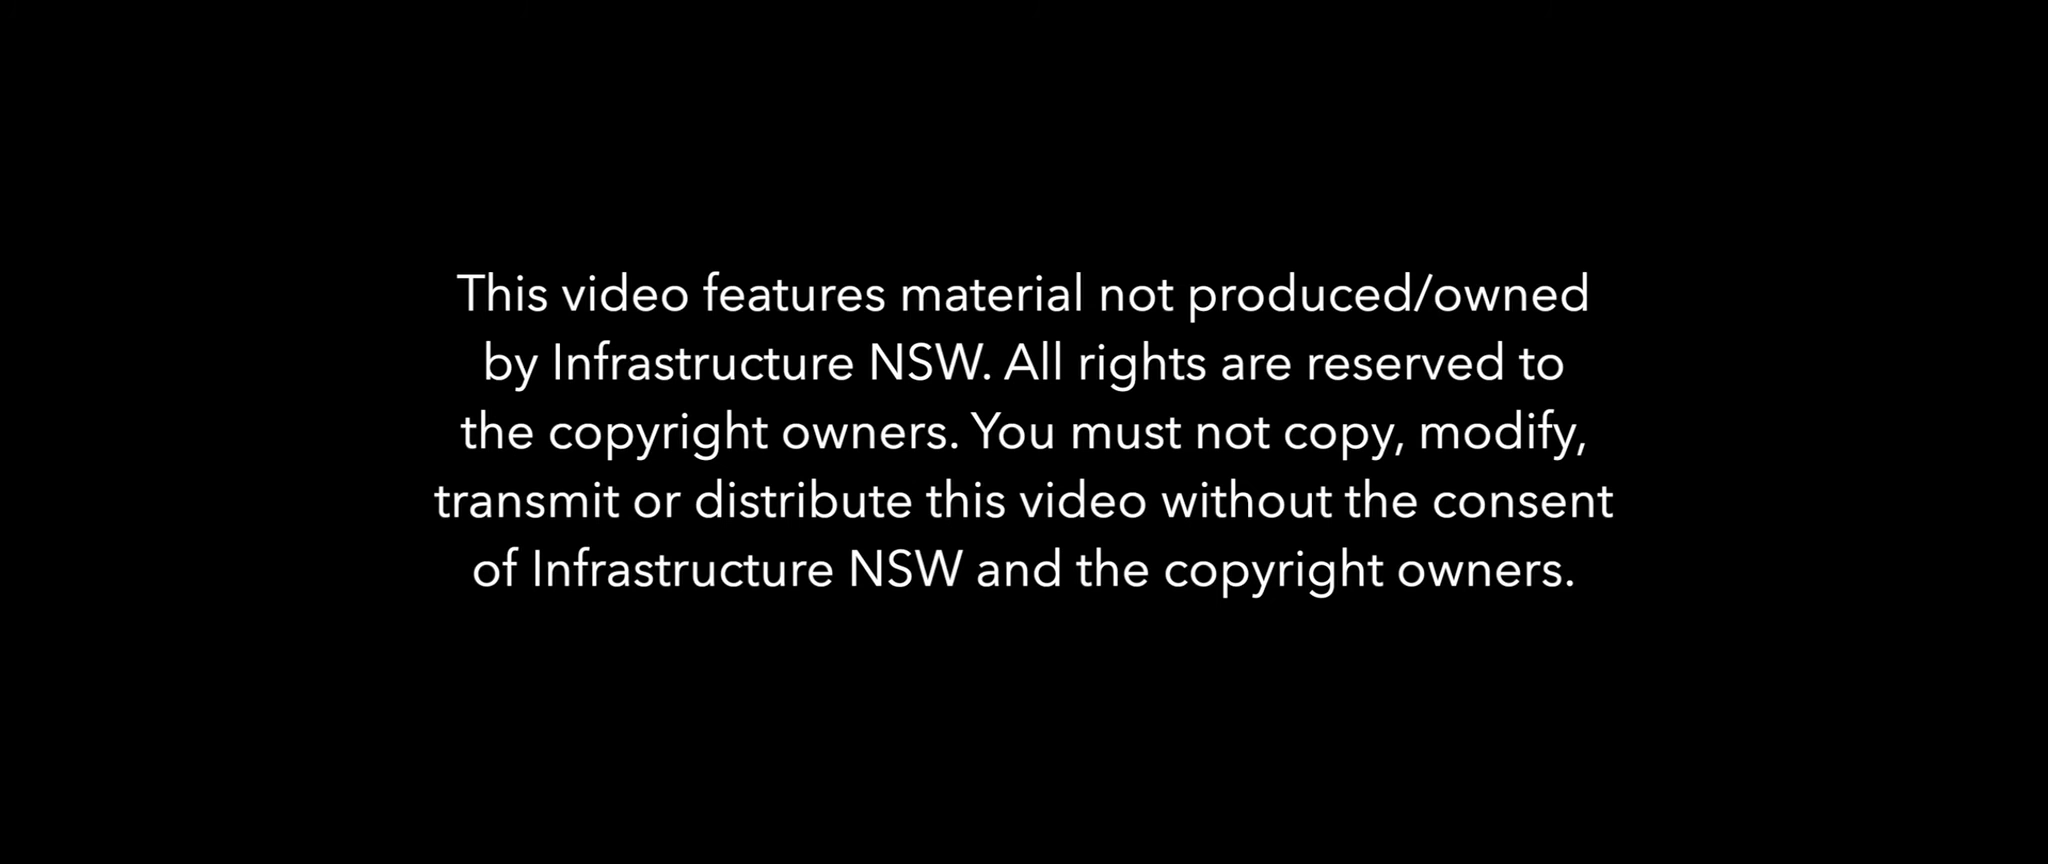 This video features material not produced/owned
by Infrastructure NSW. All rights are reserved to
the copyright owners. You must not copy, modify,
transmit or distribute this video without the consent
of Infrastructure NSW and the copyright owners.